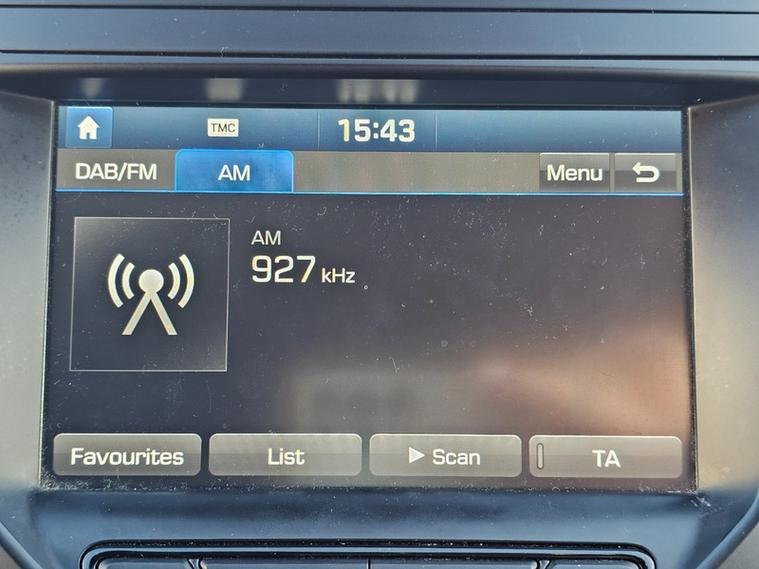 TMC 15:43
DAB/FM AM Menu
AM
927 kHz
Favourites List Scan TA